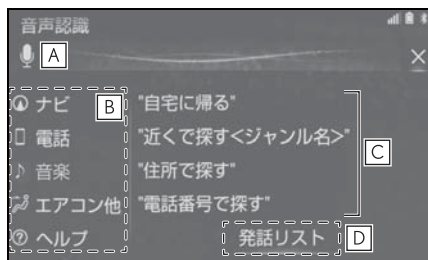 音声認識
A
ナビ B "自宅に帰る"
電話 "近くで探す<ジャンル名>"
C
音楽 "住所で探す"
エアコン他 "電話番号で探す"
ヘルプ 発話リスト D